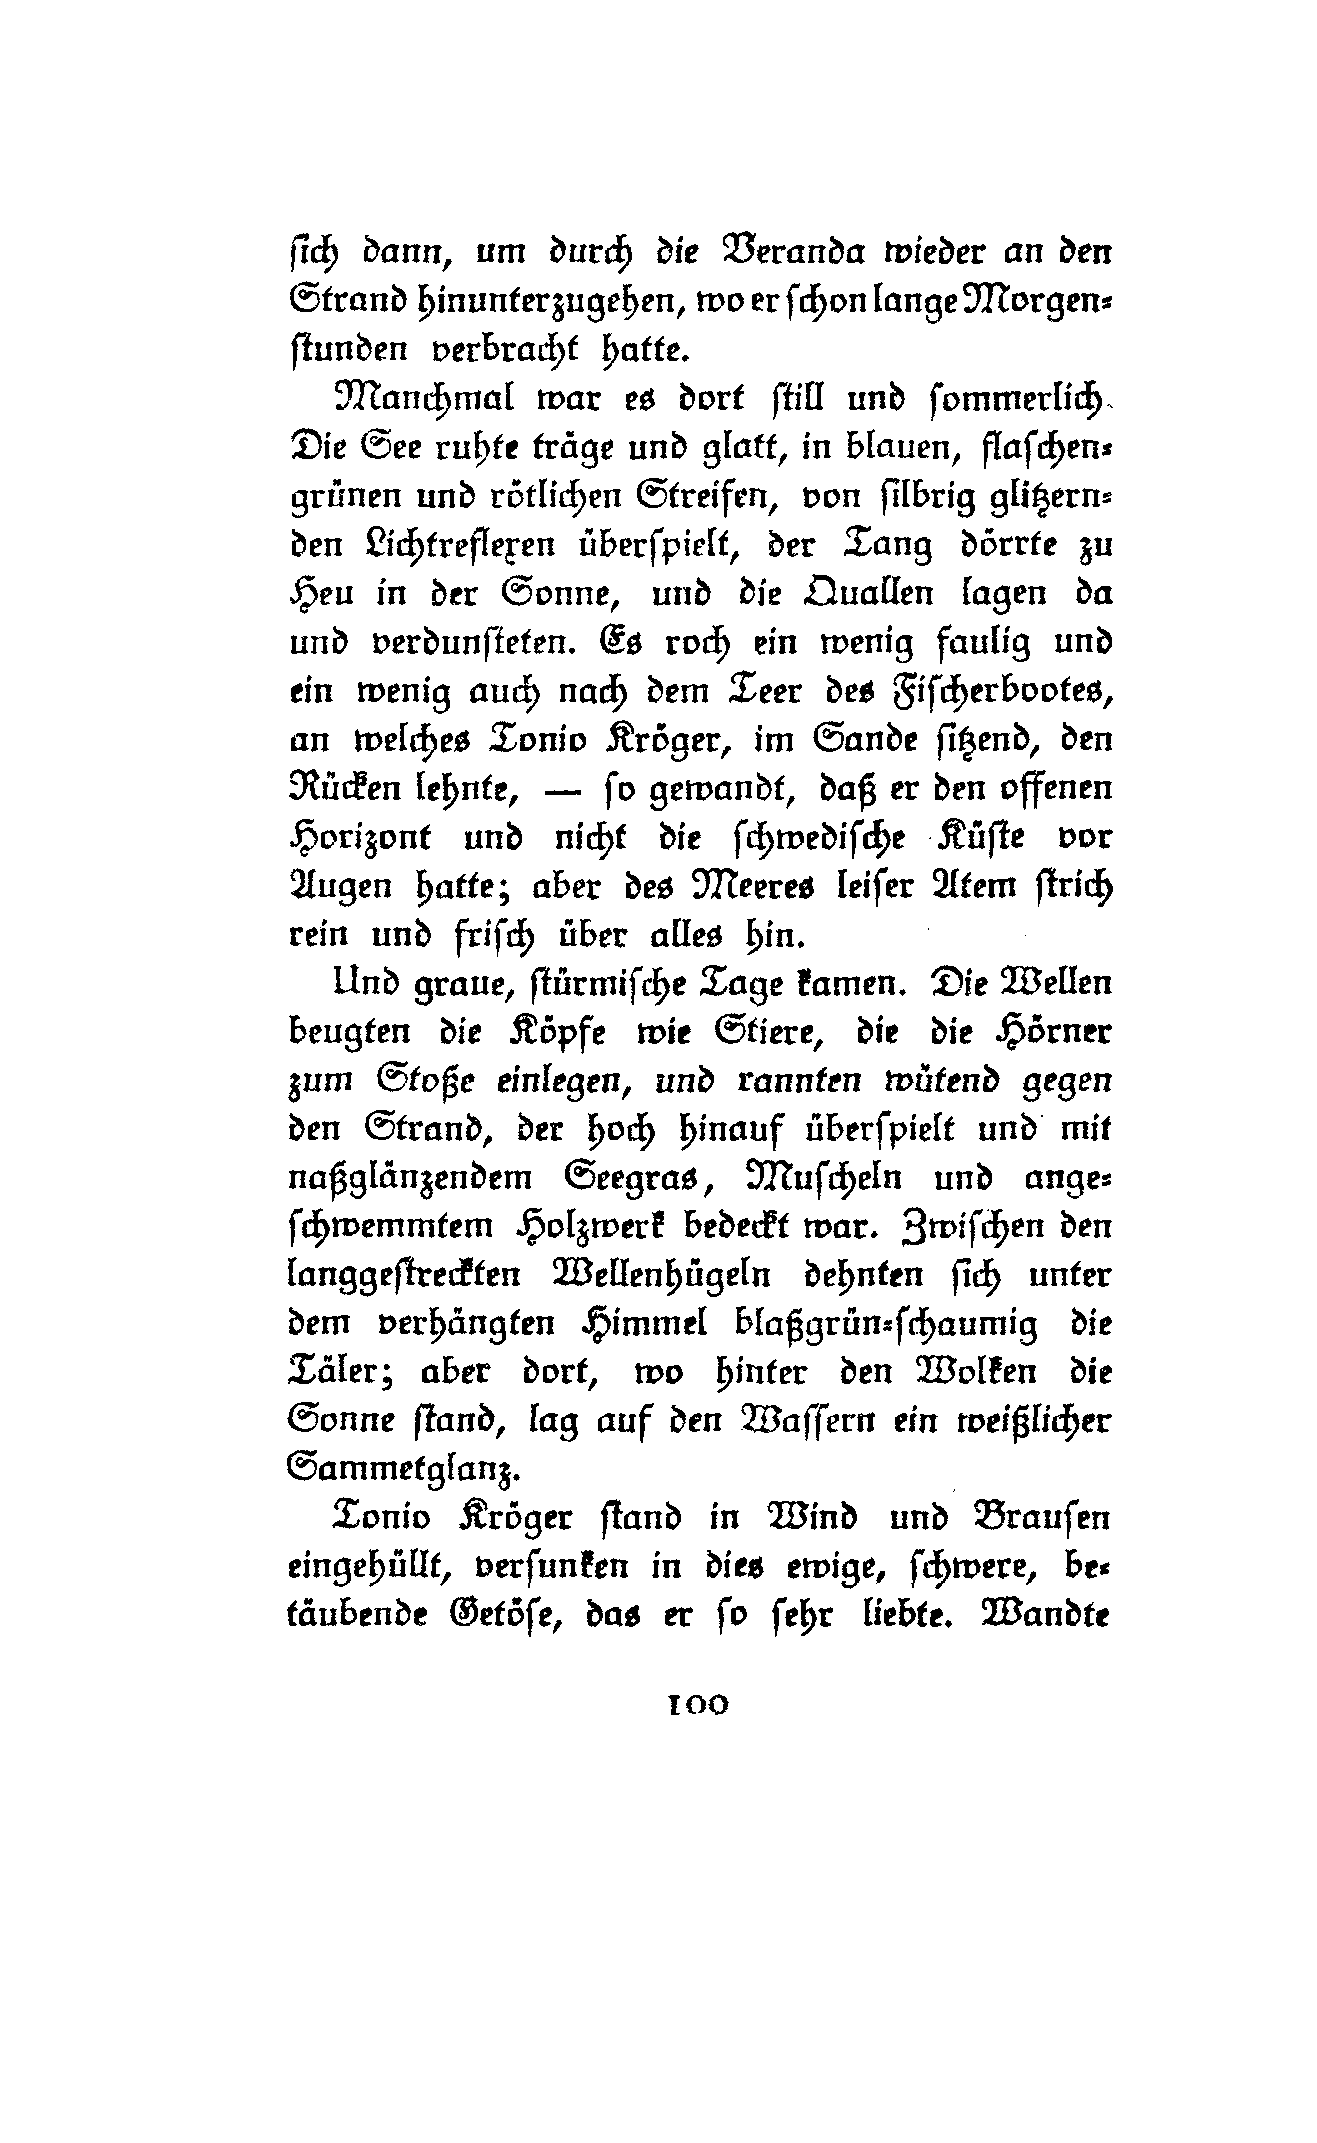 sich dann, um durch die Veranda wieder an den
Strand hinunterzugehen, wo er schon lange Morgen-
stunden verbracht hatte.
Manchmal war es dort still und sommerlich.
Die See ruhte träge und glatt, in blauen, flaschen-
grünen und rötlichen Streifen, von silbrig glitzern-
den Lichtreflexen überspielt, der Tang dörrte zu
Heu in der Sonne, und die Quallen lagen da
und verdunsteten. Es roch ein wenig faulig und
ein wenig auch nach dem Teer des Fischerbootes,
an welches Tonio Kröger, im Sande sitzend, den
Rücken lehnte, — so gewandt, daß er den offenen
Horizont und nicht die schwedische Küste vor
Augen hatte; aber des Meeres leiser Atem strich
rein und frisch über alles hin.
Und graue, stürmische Tage kamen. Die Wellen
beugten die Köpfe wie Stiere, die die Hörner
zum Stoße einlegen, und rannten wütend gegen
den Strand, der hoch hinauf überspielt und mit
naßglänzendem Seegras, Muscheln und ange-
schwemmtem Holzwerk bedeckt war. Zwischen den
langgestreckten Wellenhügeln dehnten sich unter
dem verhängten Himmel blaßgrün-schaumig die
Täler; aber dort, wo hinter den Wolken die
Sonne stand, lag auf den Wassern ein weißlicher
Sammetglanz.
Tonio Kröger stand in Wind und Brausen
eingehüllt, versunken in dies ewige, schwere, be-
täubende Getöse, das er so sehr liebte. Wandte
100